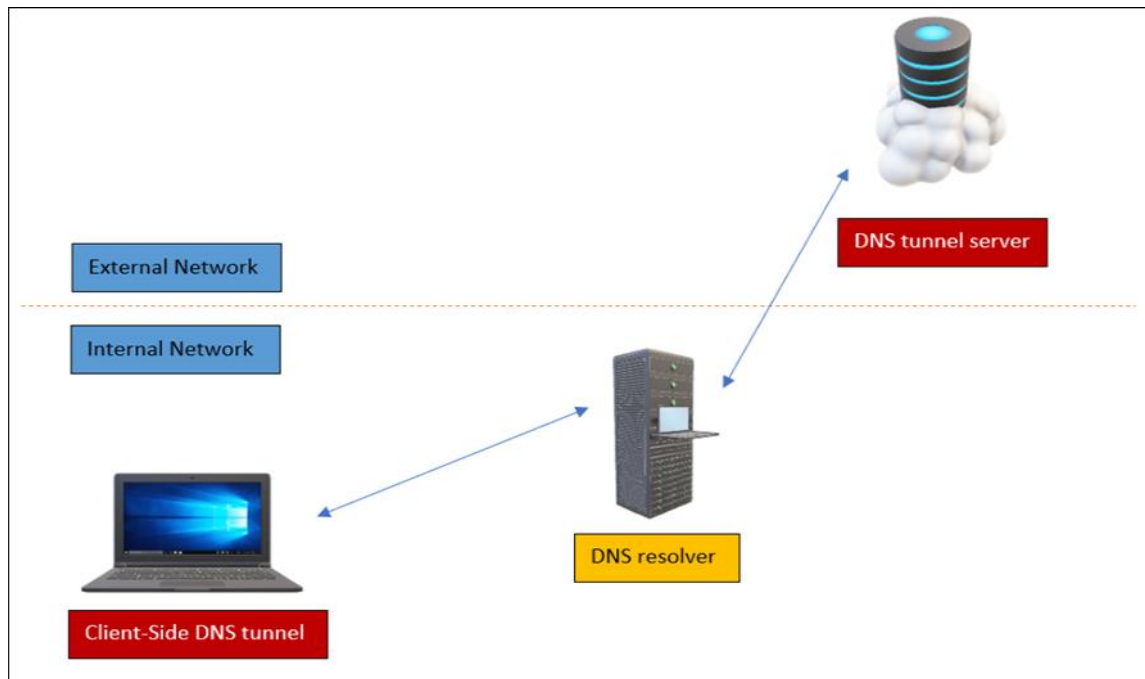 DNS tunnel server
External Network
Internal Network
DNS resolver
Client-Side DNS tunnel